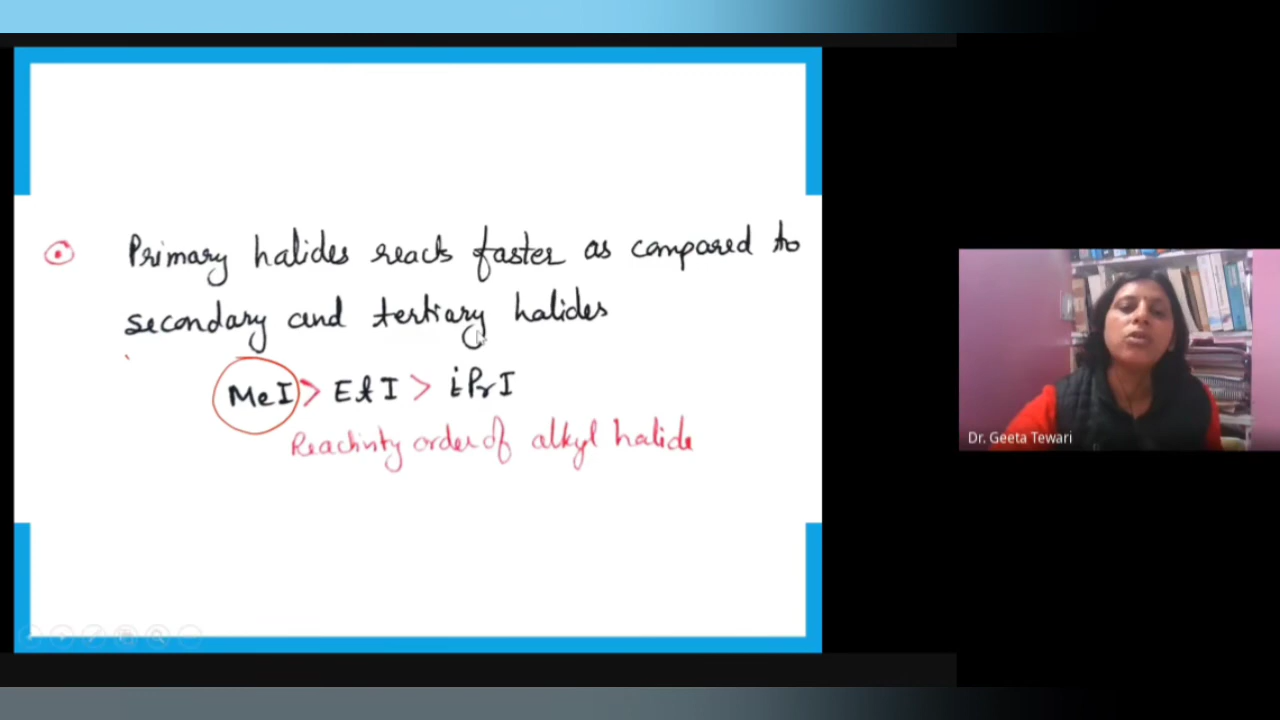 Primary halides reacts faster as compared to
secondary and tertiary halides
MeI > EtI > iPrI
Reactivity order of alkyl halide
Dr. Geeta Tewari